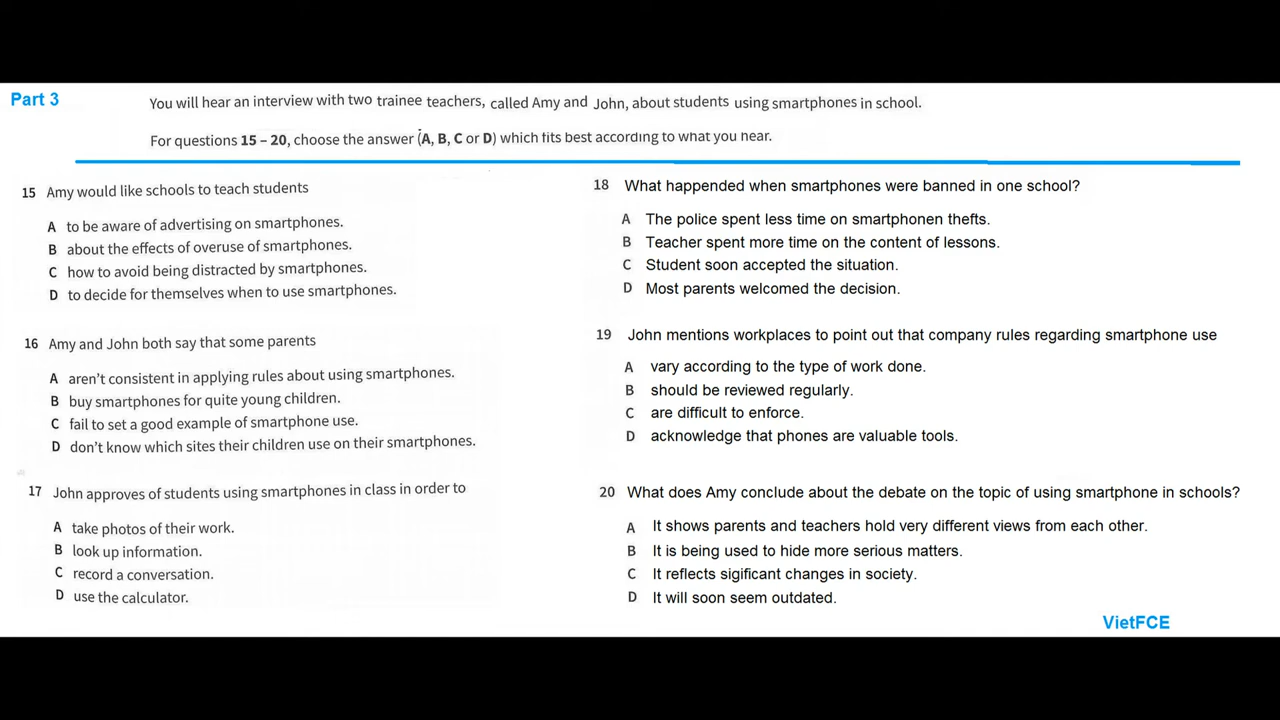 Part 3
You will hear an interview with two trainee teachers, called Amy and John, about students using smartphones in school.
For questions 15 – 20, choose the answer (A, B, C or D) which fits best according to what you hear.
15 Amy would like schools to teach students
A to be aware of advertising on smartphones.
B about the effects of overuse of smartphones.
C how to avoid being distracted by smartphones.
D to decide for themselves when to use smartphones.
16 Amy and John both say that some parents
A aren't consistent in applying rules about using smartphones.
B buy smartphones for quite young children.
C fail to set a good example of smartphone use.
D don't know which sites their children use on their smartphones.
17 John approves of students using smartphones in class in order to
A take photos of their work.
B look up information.
C record a conversation.
D use the calculator.
18 What happended when smartphones were banned in one school?
A The police spent less time on smartphonen thefts.
B Teacher spent more time on the content of lessons.
C Student soon accepted the situation.
D Most parents welcomed the decision.
19 John mentions workplaces to point out that company rules regarding smartphone use
A vary according to the type of work done.
B should be reviewed regularly.
C are difficult to enforce.
D acknowledge that phones are valuable tools.
20 What does Amy conclude about the debate on the topic of using smartphone in schools?
A It shows parents and teachers hold very different views from each other.
B It is being used to hide more serious matters.
C It reflects sigificant changes in society.
D It will soon seem outdated.
VietFCE